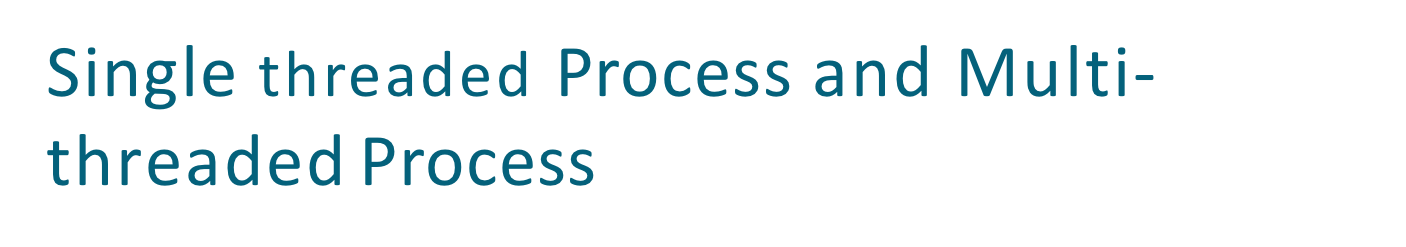 Single threaded Process and Multi-
threaded Process